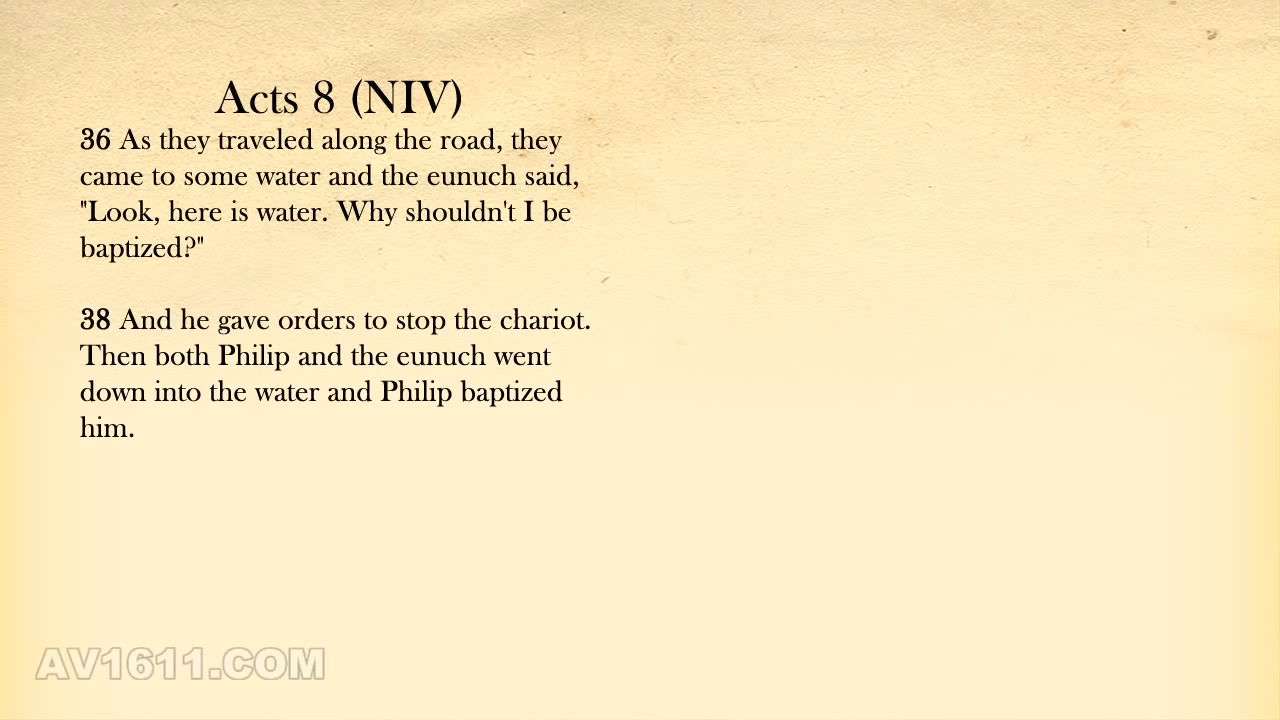 Acts 8 (NIV)
36 As they traveled along the road, they
came to some water and the eunuch said,
"Look, here is water. Why shouldn't I be
baptized?"
38 And he gave orders to stop the chariot.
Then both Philip and the eunuch went
down into the water and Philip baptized
him.
AV1611.COM